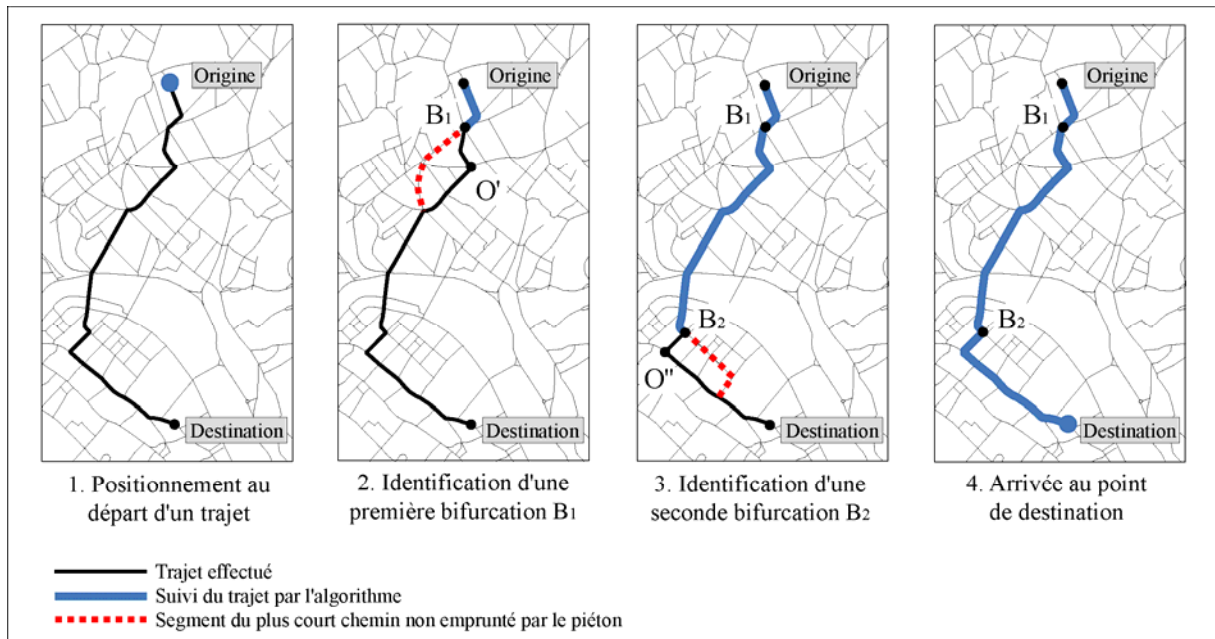 Origine
Destination
1. Positionnement au
départ d'un trajet
Origine
B1
O'
Destination
2. Identification d'une
première bifurcation B1
Origine
B1
B2
O"
Destination
3. Identification d'une
seconde bifurcation B2
Origine
B1
B2
Destination
4. Arrivée au point
de destination
Trajet effectué
Suivi du trajet par l'algorithme
Segment du plus court chemin non emprunté par le piéton